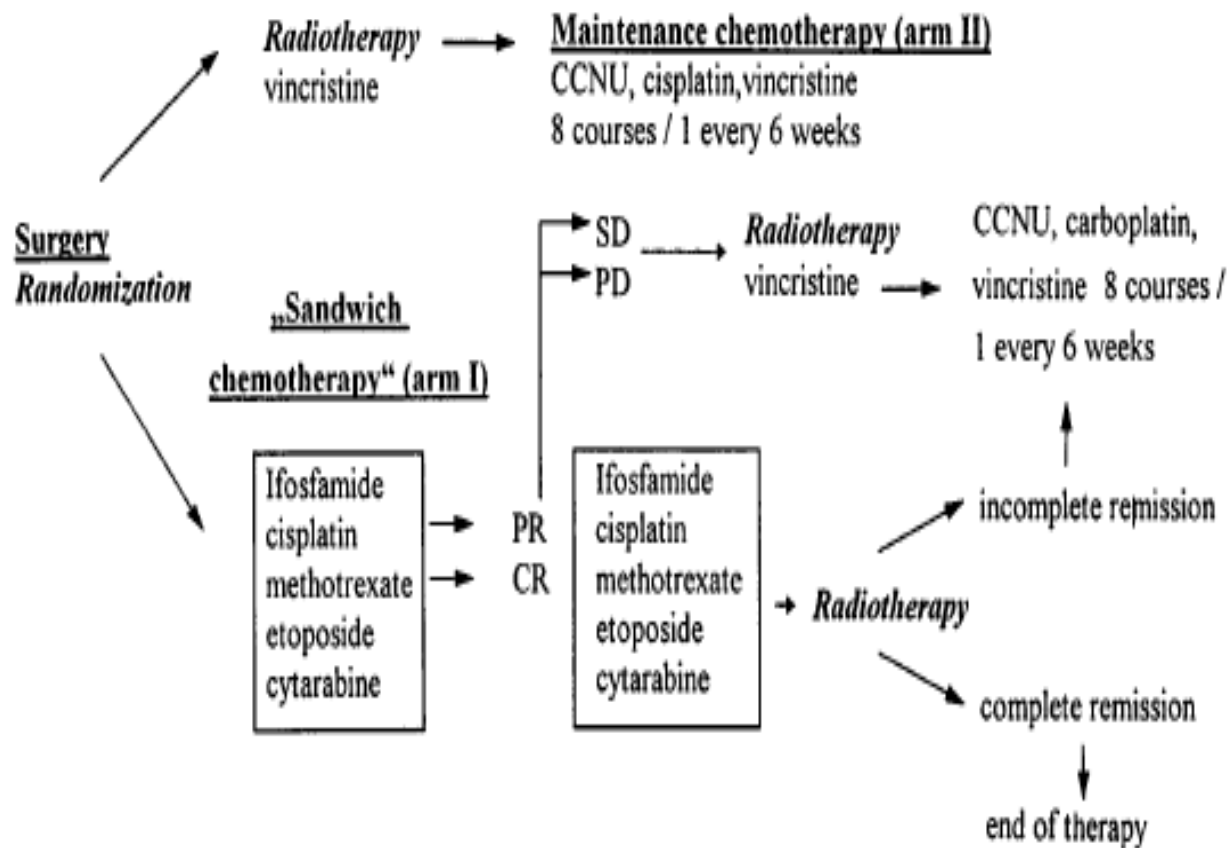 Radiotherapy
vincristine
Maintenance chemotherapy (arm II)
CCNU, cisplatin,vincristine
8 courses / 1 every 6 weeks
Surgery
Randomization
„Sandwich
chemotherapy“ (arm I)
Ifosfamide
cisplatin
methotrexate
etoposide
cytarabine
PR
CR
SD
PD
Radiotherapy
vincristine
CCNU, carboplatin,
vincristine 8 courses /
1 every 6 weeks
Ifosfamide
cisplatin
methotrexate
etoposide
cytarabine
Radiotherapy
incomplete remission
complete remission
end of therapy